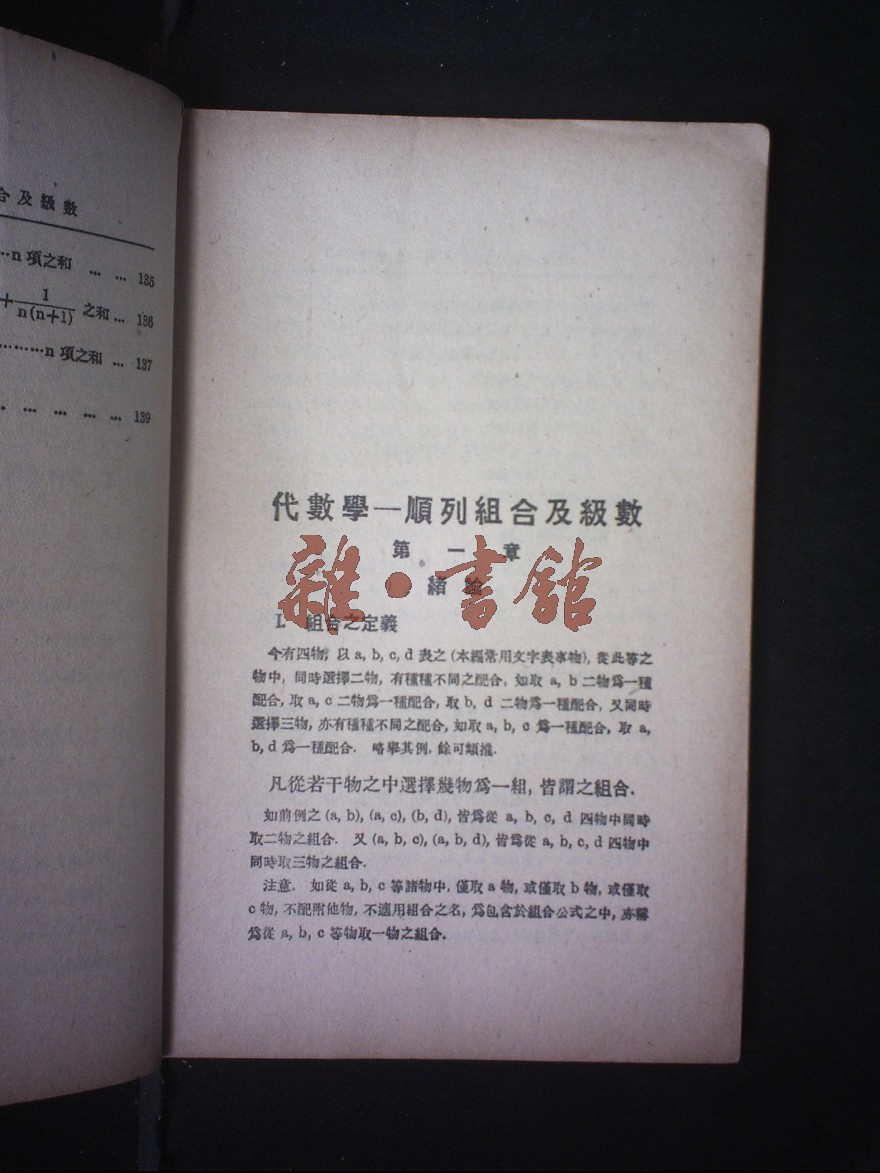 合及級數
…n 項之和 … … 135
+ 1/n(n+1) 之和… 136
………n 項之和 … 137
… … … … 139
代數學—順列組合及級數
第一章
緒論
雜·書館
1. 組合之定義
今有四物, 以 a, b, c, d 表之 (本編常用文字表事物), 從此等之
物中, 同時選擇二物, 有種種不同之配合, 如取 a, b 二物爲一種
配合, 取 a, c 二物爲一種配合, 取 b, d 二物爲一種配合, 又同時
選擇三物, 亦有種種不同之配合, 如取 a, b, c 爲一種配合, 取 a,
b, d 爲一種配合. 略舉其例, 餘可類推.
凡從若干物之中選擇幾物爲一組, 皆謂之組合.
如前例之 (a, b), (a, c), (b, d), 皆爲從 a, b, c, d 四物中同時
取二物之組合. 又 (a, b, c), (a, b, d), 皆爲從 a, b, c, d 四物中
同時取三物之組合.
注意. 如從 a, b, c 等諸物中, 僅取 a 物, 或僅取 b 物, 或僅取
c 物, 不配附他物, 不適用組合之名, 爲包含於組合公式之中, 亦稱
爲從 a, b, c 等物取一物之組合.